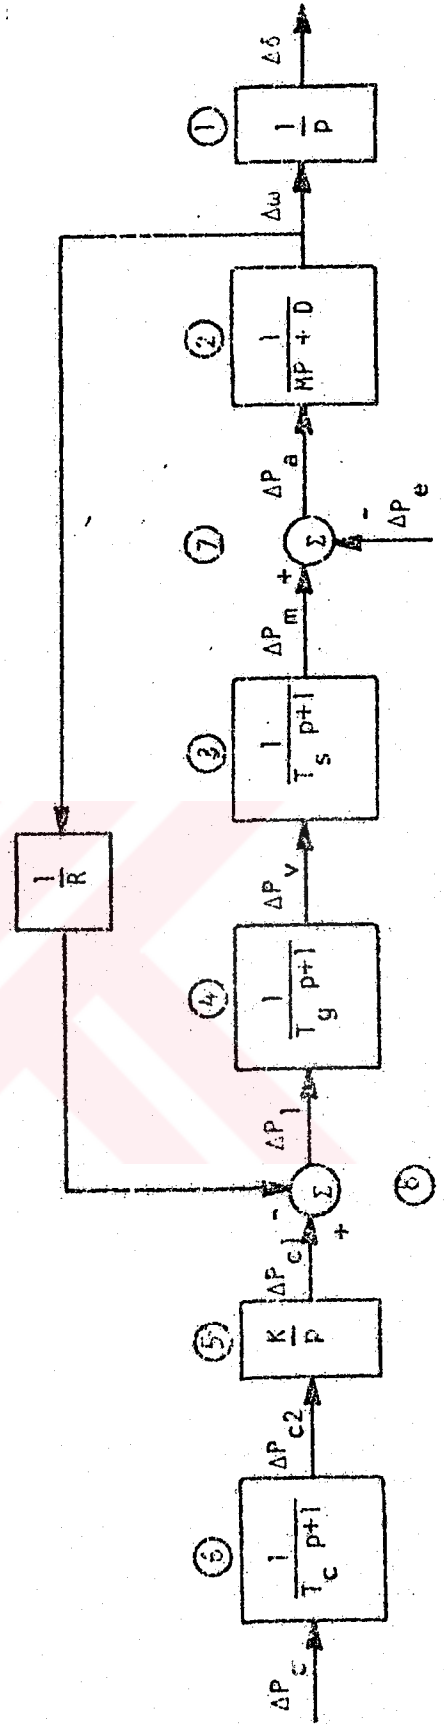 ΔP_c
⑥
1
T_c p+1
ΔP_c2
⑤
K
p
ΔP_c1
-
+
Σ
ΔP_1
④
1
T_g p+1
ΔP_v
③
1
T_s p+1
ΔP_m
+
Σ
-
ΔP_e
⑦
ΔP_a
②
1
MP + D
Δω
①
1
p
Δδ
1
R